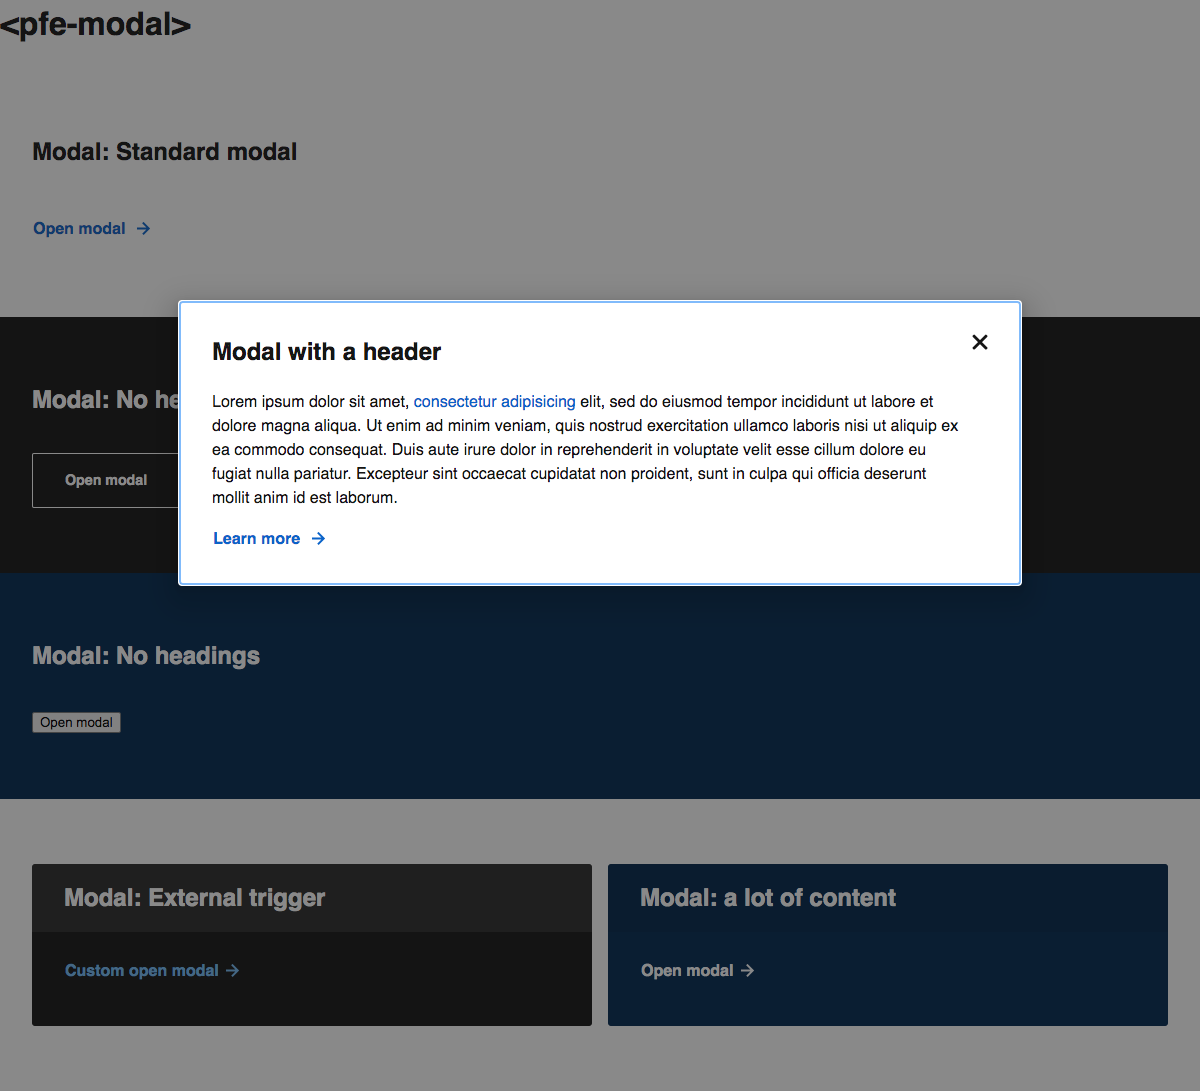 <pfe-modal>
Modal: Standard modal
Open modal
Modal with a header
Lorem ipsum dolor sit amet, consectetur adipisicing elit, sed do eiusmod tempor incididunt ut labore et
dolore magna aliqua. Ut enim ad minim veniam, quis nostrud exercitation ullamco laboris nisi ut aliquip ex
ea commodo consequat. Duis aute irure dolor in reprehenderit in voluptate velit esse cillum dolore eu
fugiat nulla pariatur. Excepteur sint occaecat cupidatat non proident, sunt in culpa qui officia deserunt
mollit anim id est laborum.
Learn more
Modal: No he
Open modal
Modal: No headings
Open modal
Modal: External trigger
Custom open modal
Modal: a lot of content
Open modal